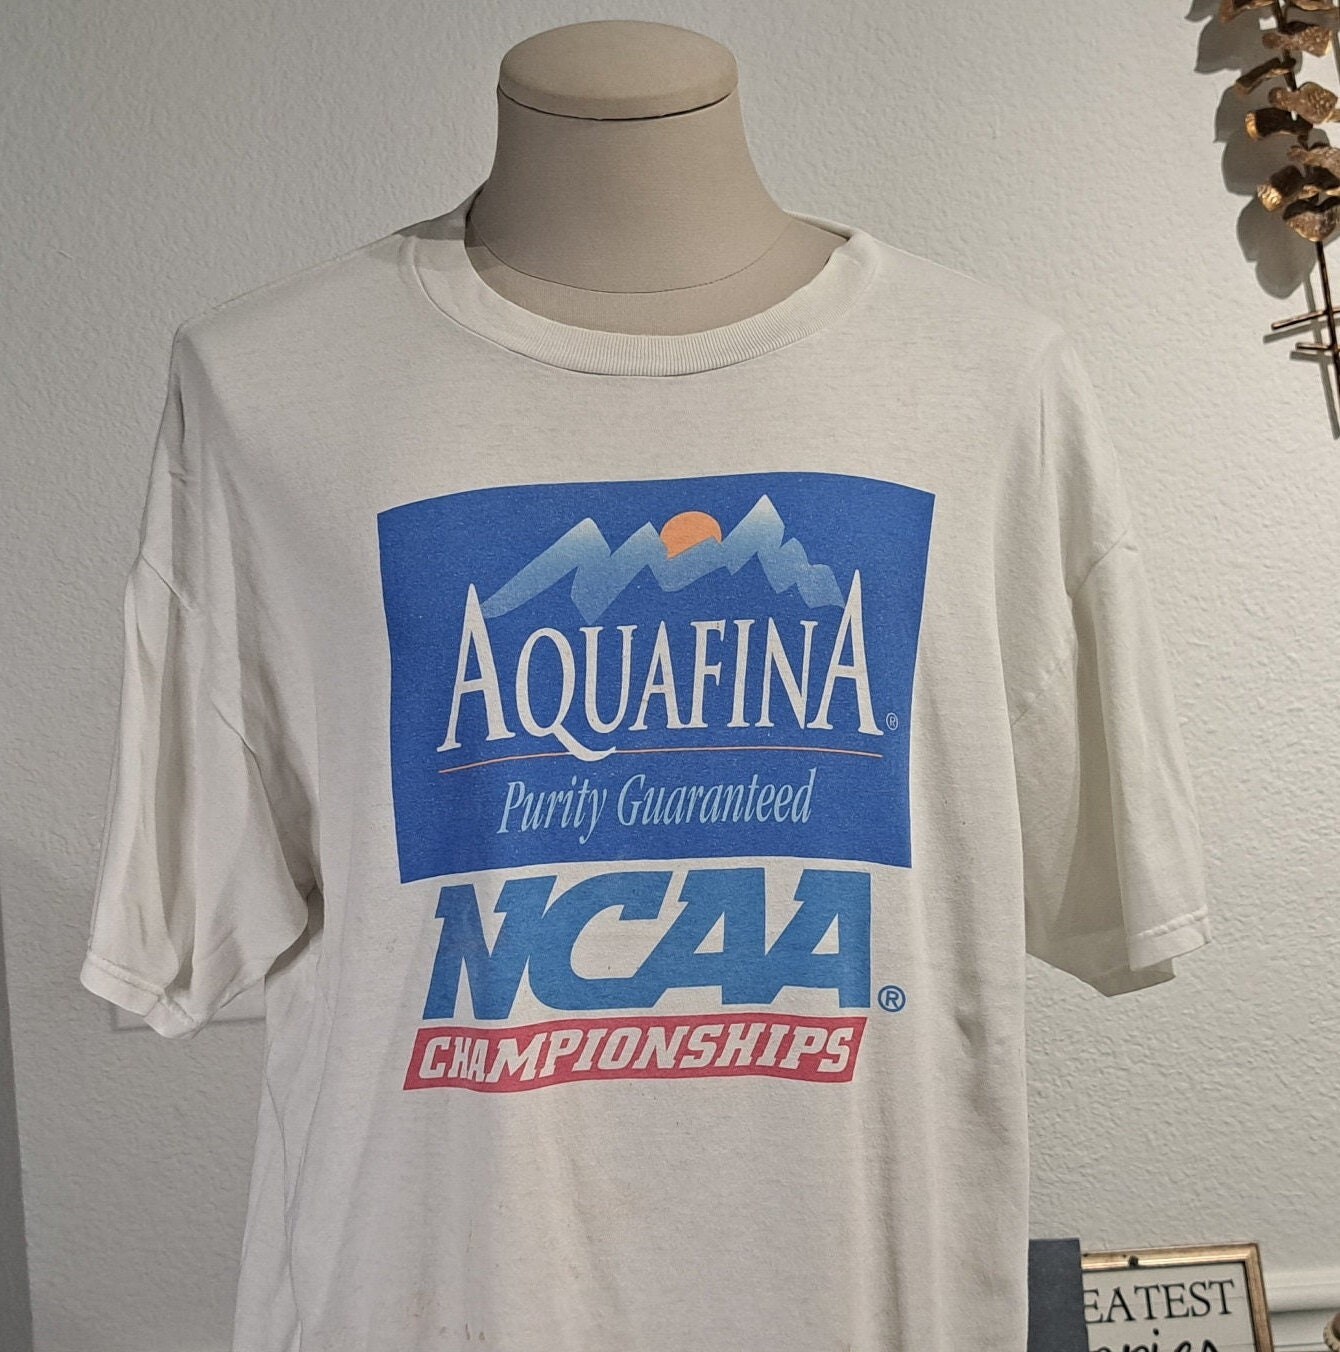 AQUAFINA®
Purity Guaranteed
NCAA®
CHAMPIONSHIPS
EATEST